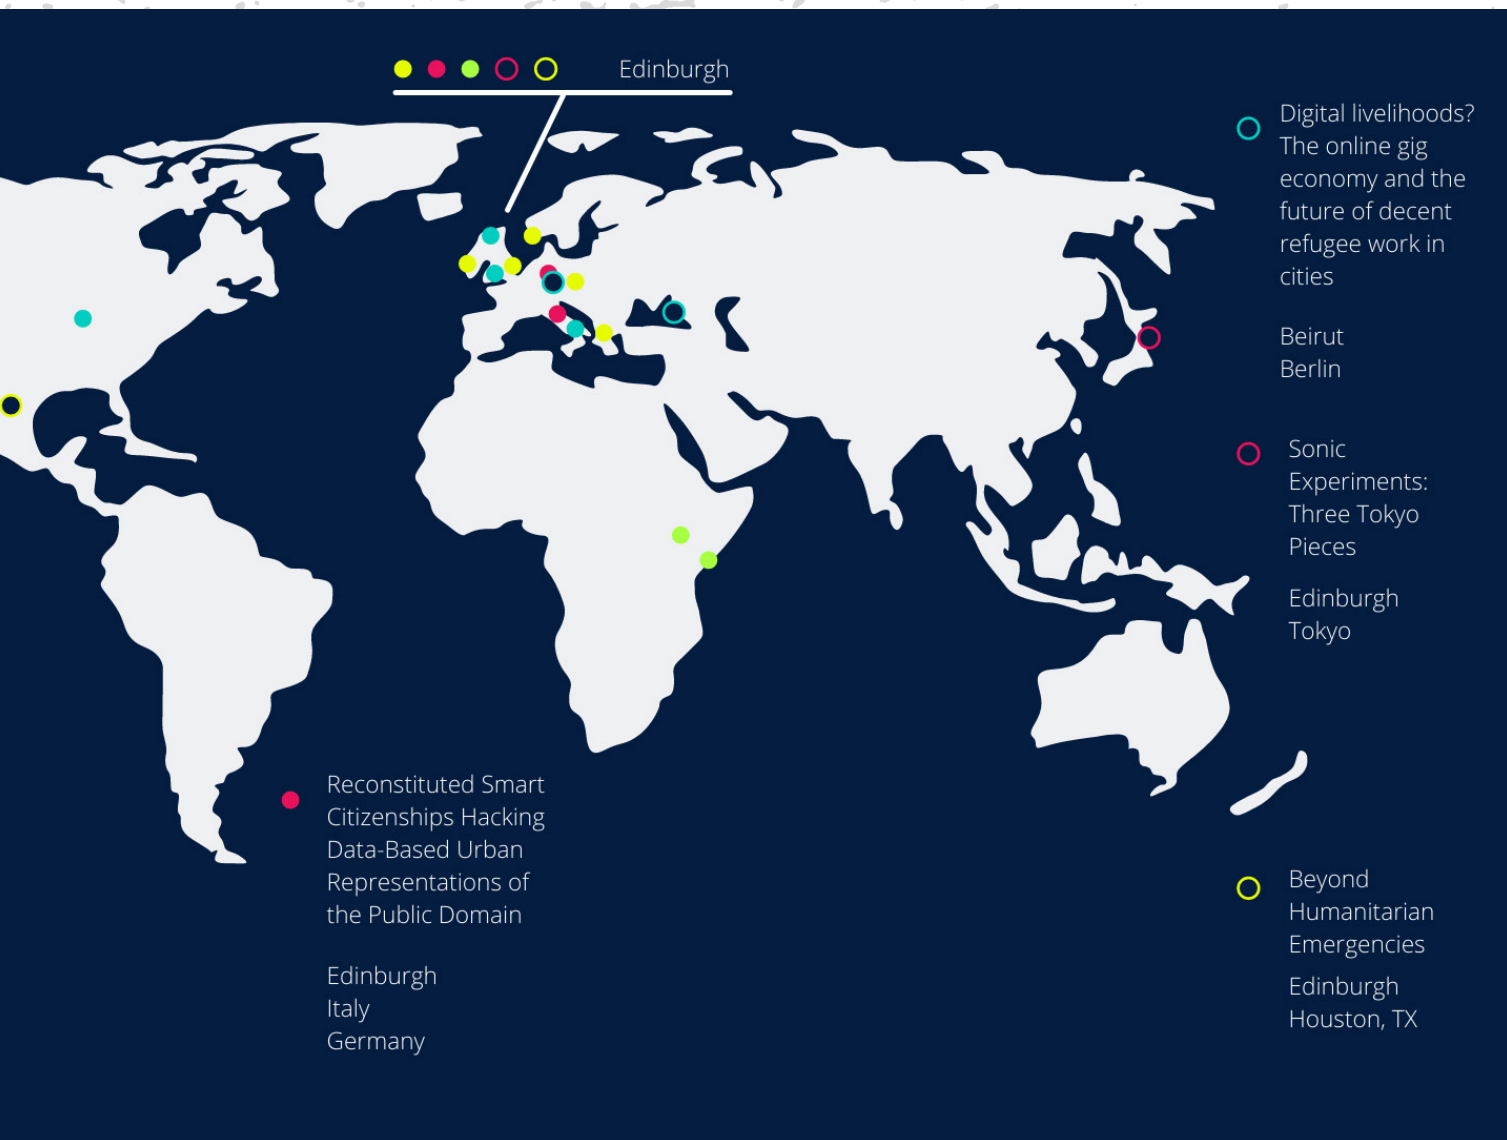 Edinburgh
Digital livelihoods?
The online gig
economy and the
future of decent
refugee work in
cities
Beirut
Berlin
Sonic
Experiments:
Three Tokyo
Pieces
Edinburgh
Tokyo
Reconstituted Smart
Citizenships Hacking
Data-Based Urban
Representations of
the Public Domain
Edinburgh
Italy
Germany
Beyond
Humanitarian
Emergencies
Edinburgh
Houston, TX